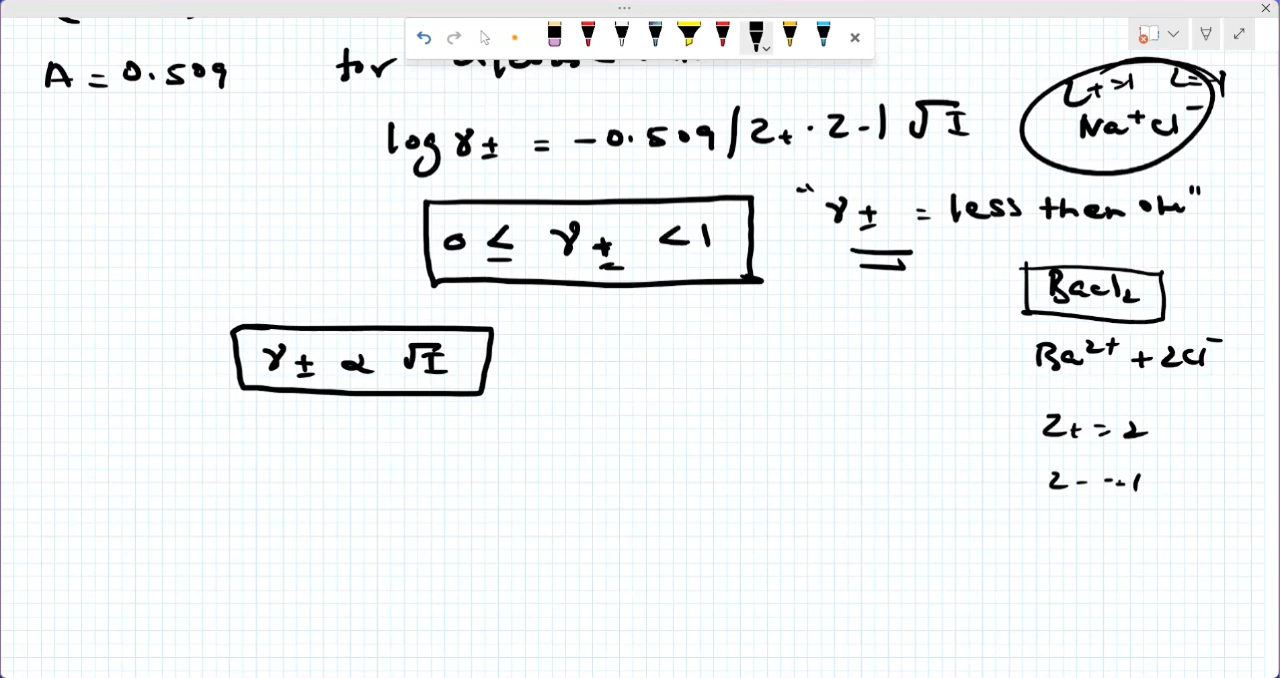 A = 0.509 for
log γ± = -0.509 |Z+ · Z-| √I
Z+ = 1 Z = -1
Na+ Cl-
0 ≤ γ± < 1
"γ± = less then one"
BaCl2
Ba2+ + 2Cl-
γ± α √I
Z+ = 2
Z- = -1